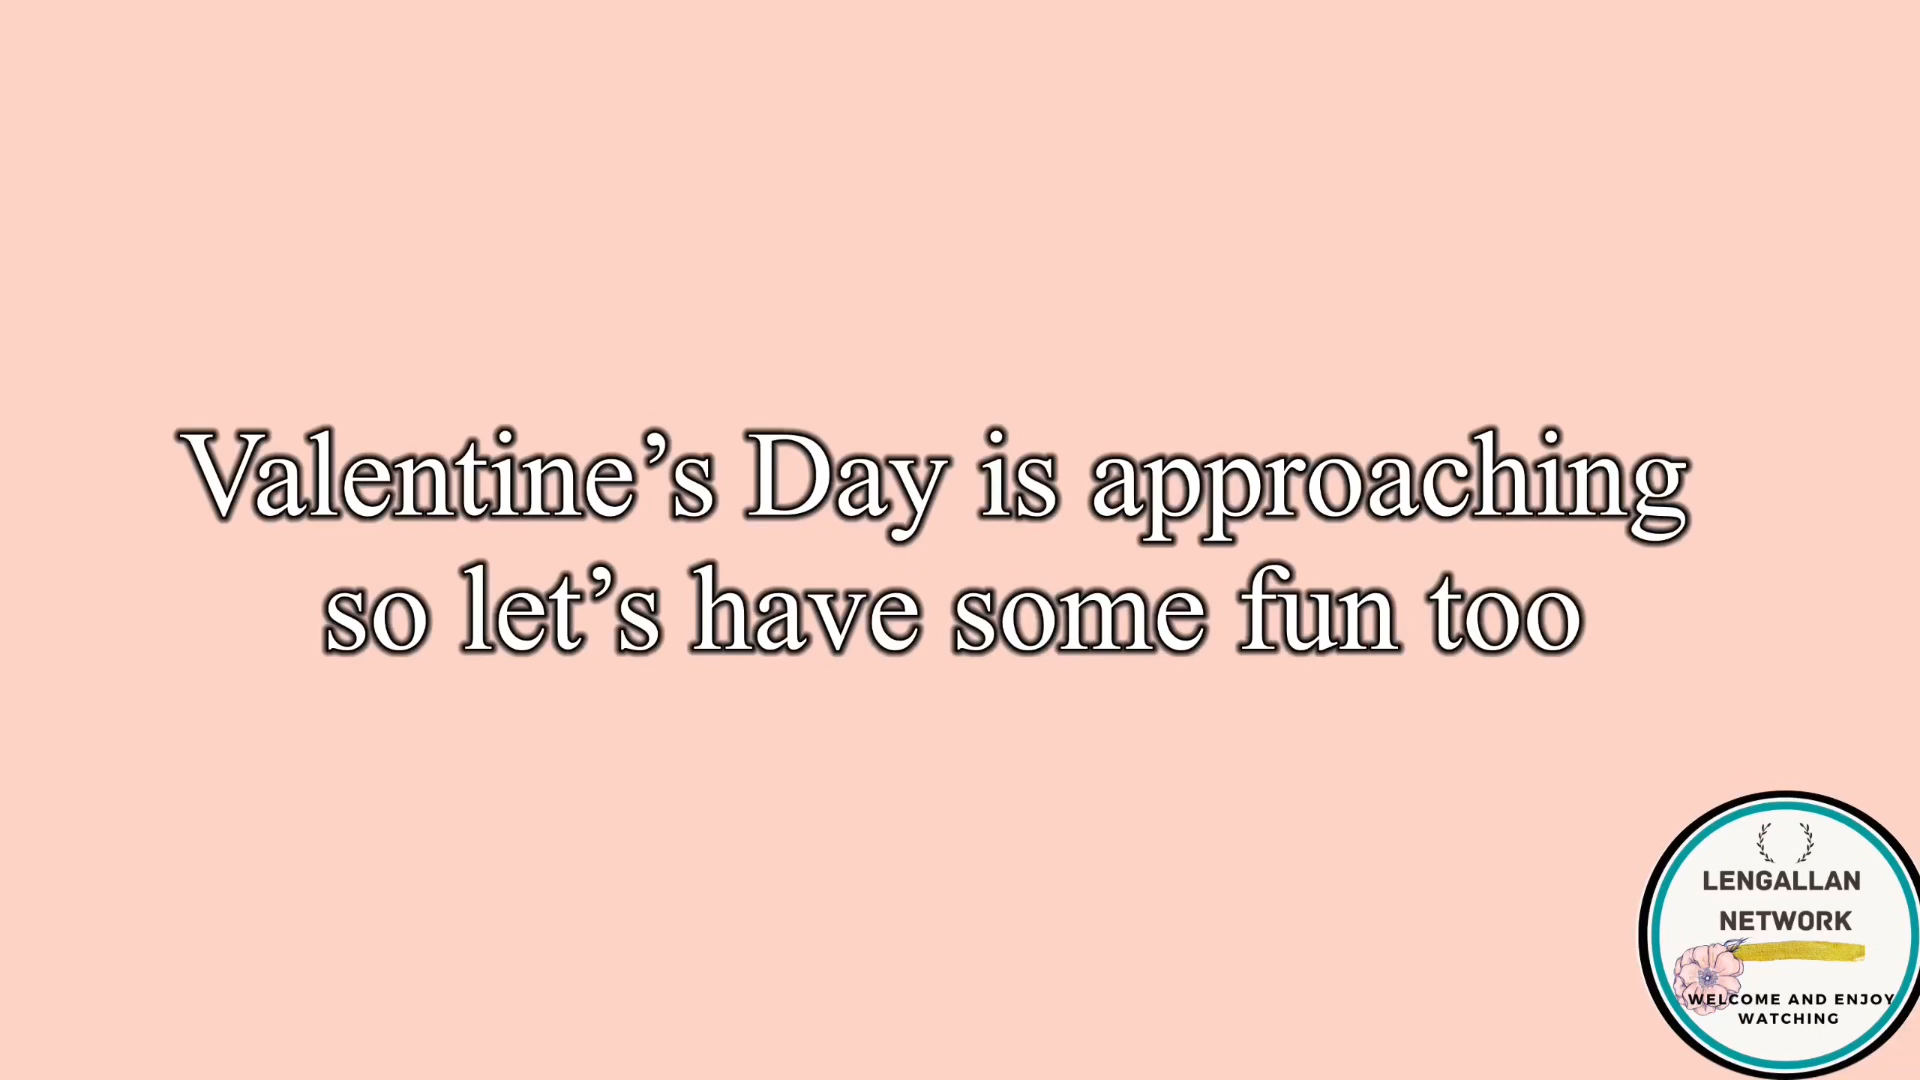 Valentine’s Day is approaching
so let’s have some fun too
LENGALLAN
NETWORK
WELCOME AND ENJOY
WATCHING